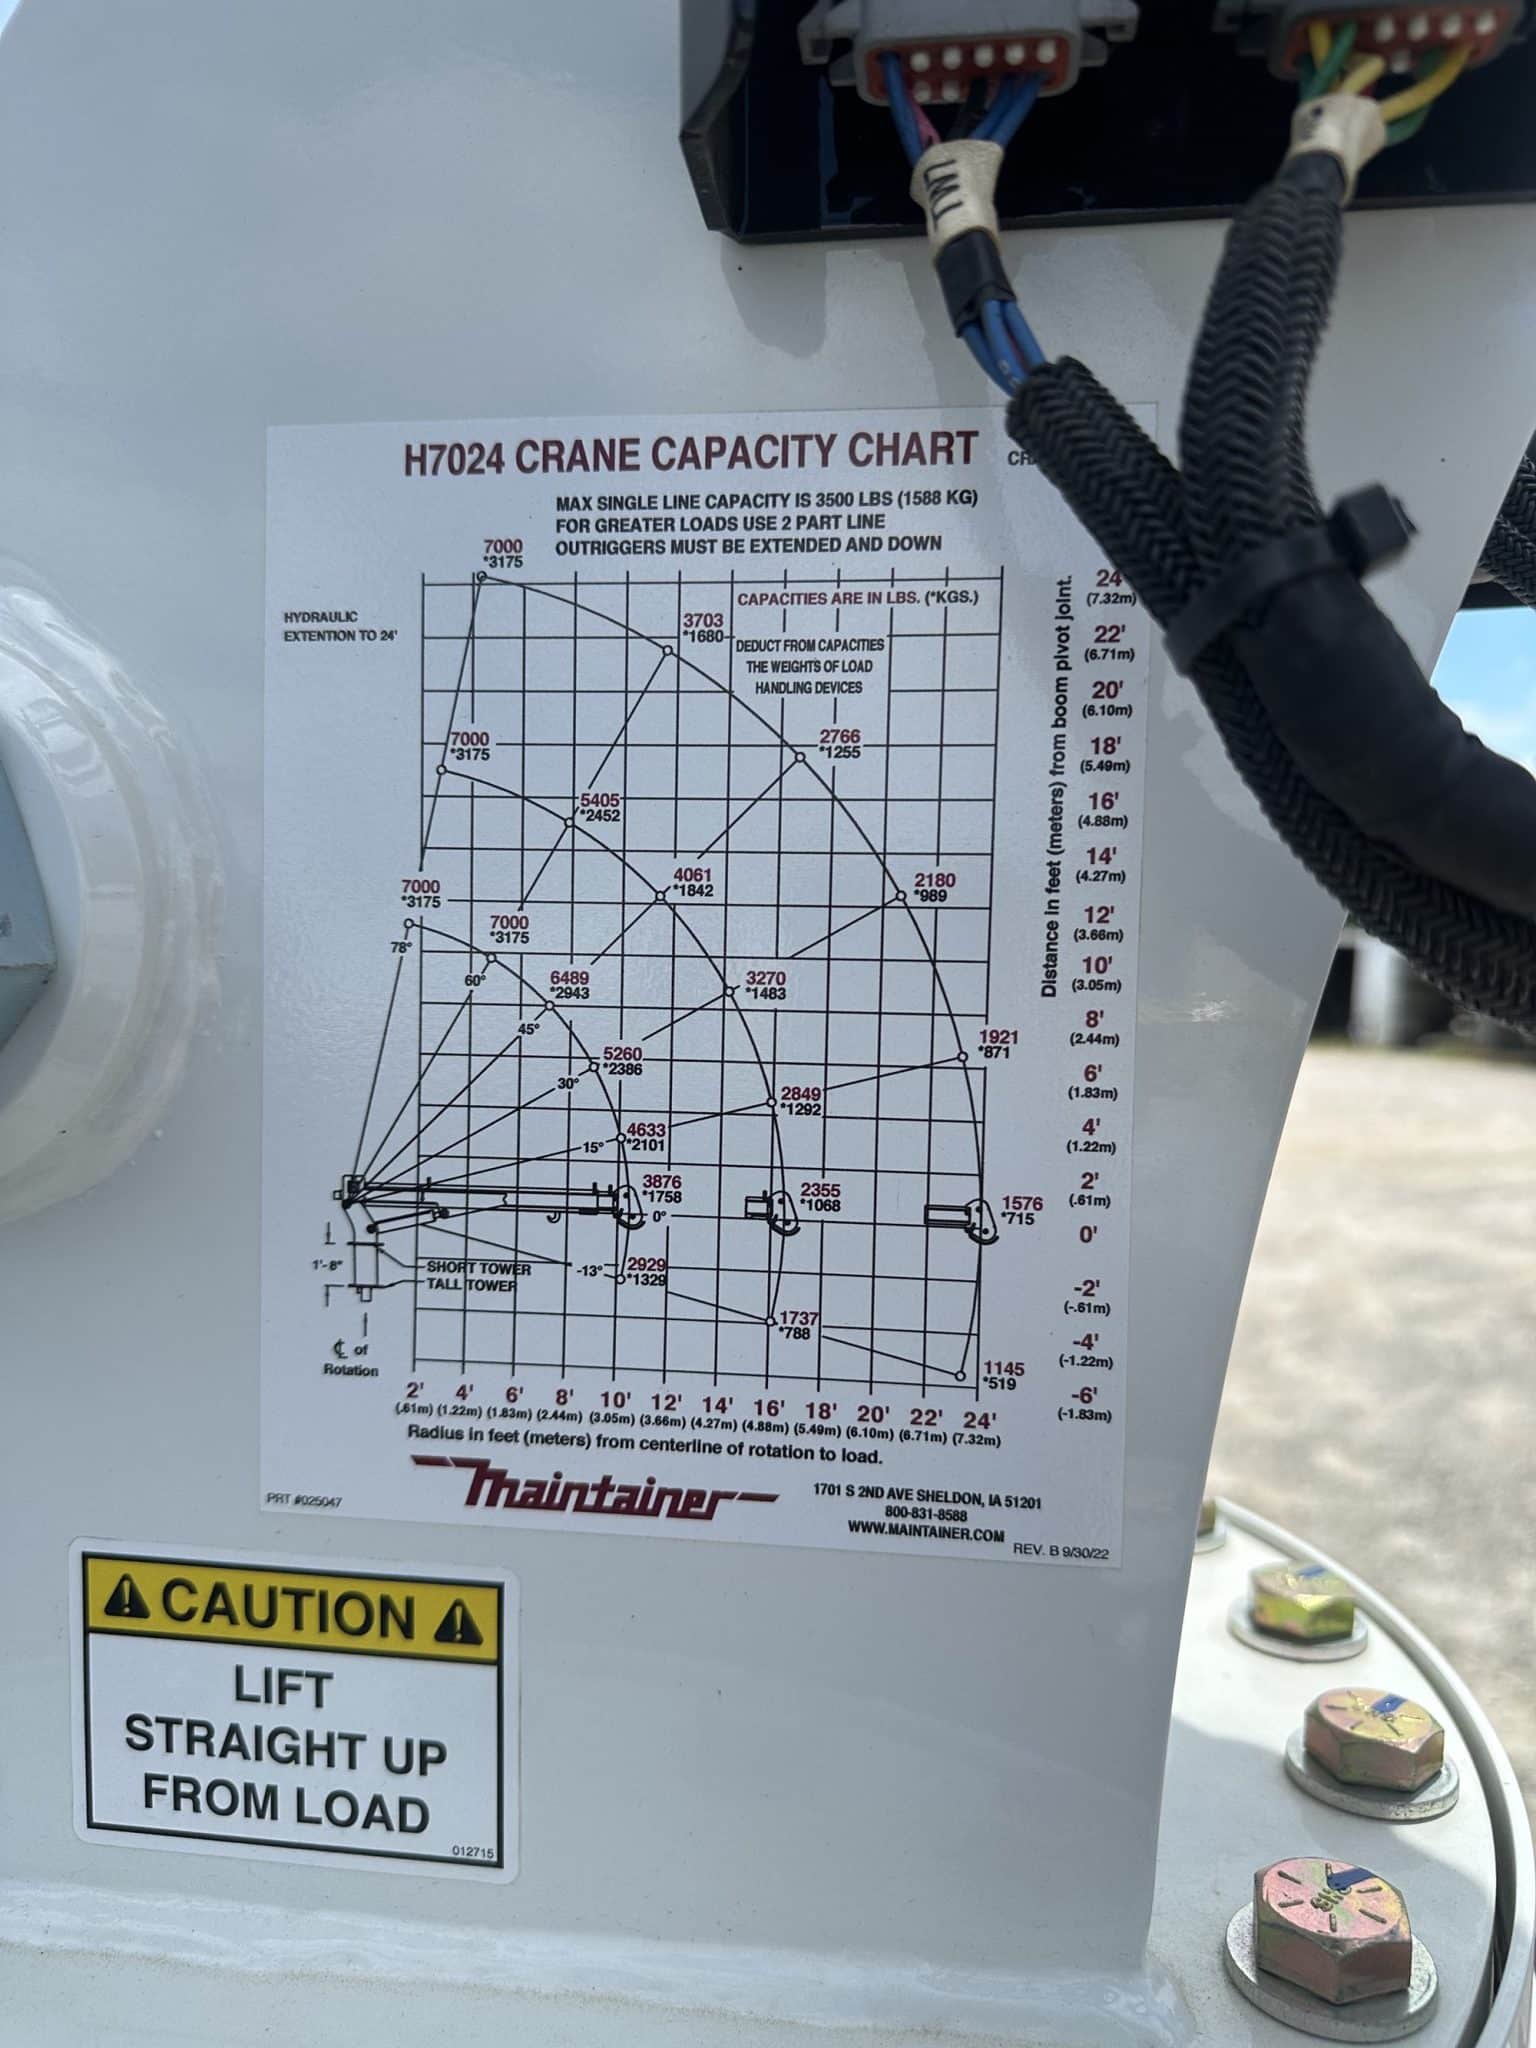 LML
H7024 CRANE CAPACITY CHART
MAX SINGLE LINE CAPACITY IS 3500 LBS (1588 KG)
FOR GREATER LOADS USE 2 PART LINE
OUTRIGGERS MUST BE EXTENDED AND DOWN
HYDRAULIC
EXTENTION TO 24'
CAPACITIES ARE IN LBS. (*KGS.)
DEDUCT FROM CAPACITIES
THE WEIGHTS OF LOAD
HANDLING DEVICES
7000
*3175
3703
*1680
2766
*1255
2180
*989
1921
*871
1576
*715
1145
*519
7000
*3175
5405
*2452
4061
*1842
3270
*1483
2849
*1292
2355
*1068
1737
*788
7000
*3175
7000
*3175
6489
*2943
5260
*2386
4633
*2101
3876
*1758
2929
*1329
78°
60°
45°
30°
15°
0°
-13°
1'-8"
SHORT TOWER
TALL TOWER
℄ of
Rotation
Distance in feet (meters) from boom pivot joint.
24'
(7.32m)
22'
(6.71m)
20'
(6.10m)
18'
(5.49m)
16'
(4.88m)
14'
(4.27m)
12'
(3.66m)
10'
(3.05m)
8'
(2.44m)
6'
(1.83m)
4'
(1.22m)
2'
(.61m)
0'
-2'
(-.61m)
-4'
(-1.22m)
-6'
(-1.83m)
2' 4' 6' 8' 10' 12' 14' 16' 18' 20' 22' 24'
(.61m) (1.22m) (1.83m) (2.44m) (3.05m) (3.66m) (4.27m) (4.88m) (5.49m) (6.10m) (6.71m) (7.32m)
Radius in feet (meters) from centerline of rotation to load.
Maintainer
1701 S 2ND AVE SHELDON, IA 51201
800-831-8588
WWW.MAINTAINER.COM
PRT #025047
REV. B 9/30/22
CAUTION
LIFT
STRAIGHT UP
FROM LOAD
012715